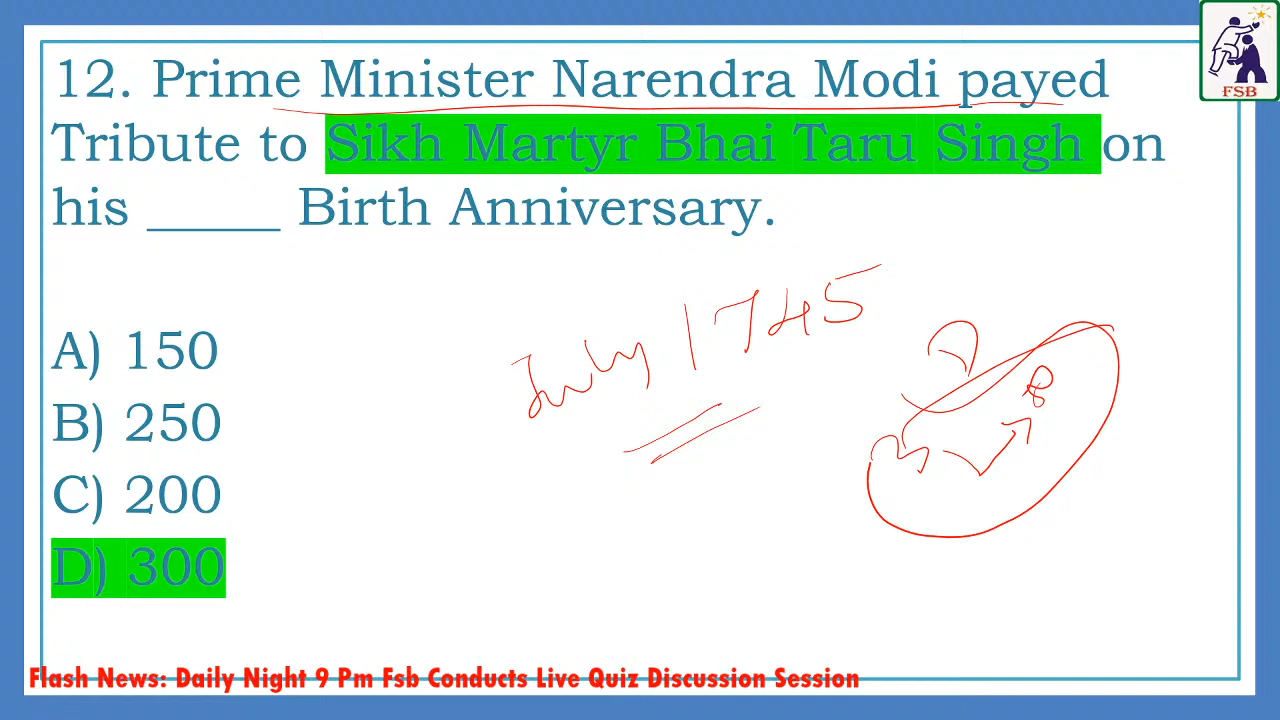 12. Prime Minister Narendra Modi payed
Tribute to Sikh Martyr Bhai Taru Singh on
his _____ Birth Anniversary.
July 1745
A) 150
B) 250
C) 200
D) 300
FSB
Flash News: Daily Night 9 Pm Fsb Conducts Live Quiz Discussion Session